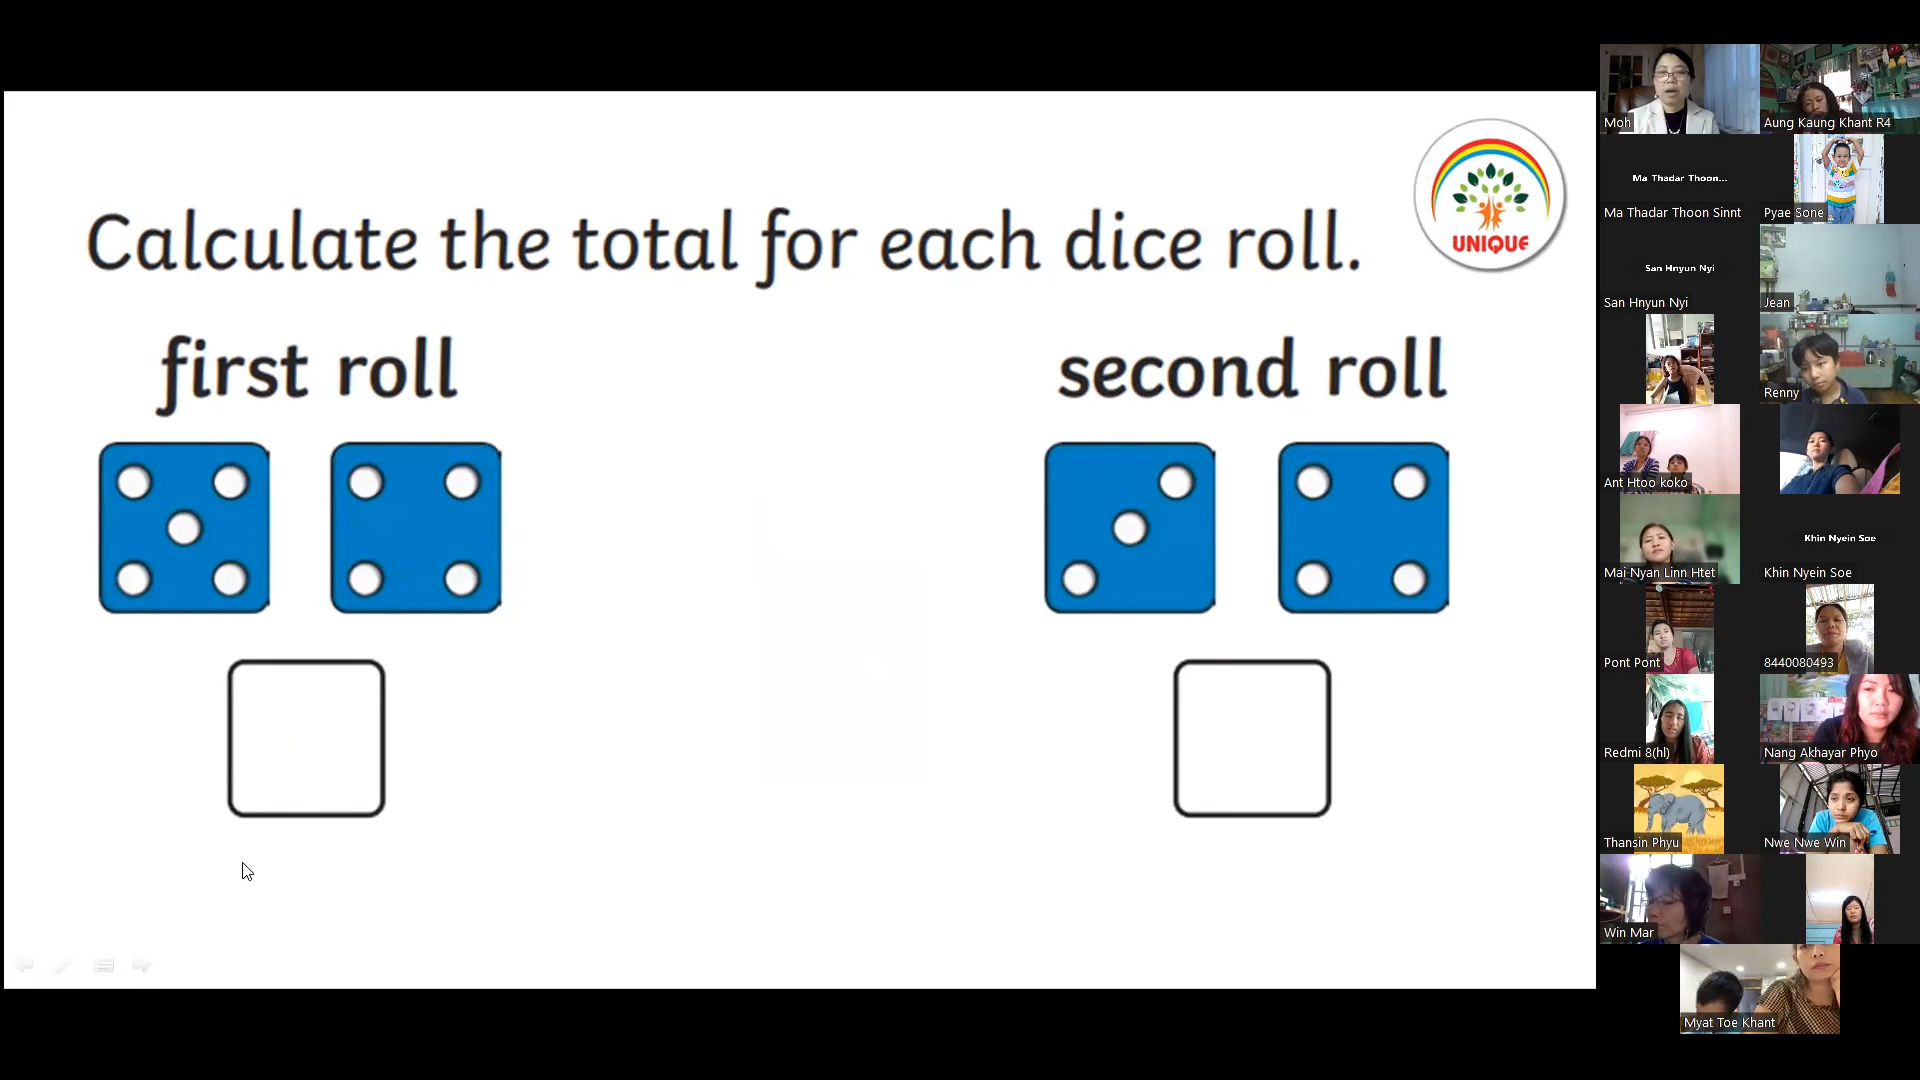 Calculate the total for each dice roll.
UNIQUE
first roll
second roll
Moh
Aung Kaung Khant R4
Ma Thadar Thoon...
Ma Thadar Thoon Sinnt
Pyae Sone
San Hnyun Nyi
San Hnyun Nyi
Jean
Renny
Ant Htoo koko
Mai Nyan Linn Htet
Khin Nyein Soe
Khin Nyein Soe
Pont Pont
8440080493
Redmi 8(hl)
Nang Akhayar Phyo
Thansin Phyu
Nwe Nwe Win
Win Mar
Myat Toe Khant